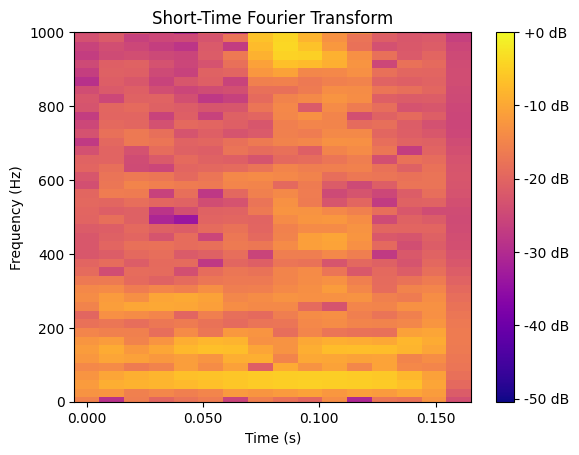 Short-Time Fourier Transform
1000
800
600
400
200
0
Frequency (Hz)
0.000
0.050
0.100
0.150
Time (s)
+0 dB
-10 dB
-20 dB
-30 dB
-40 dB
-50 dB